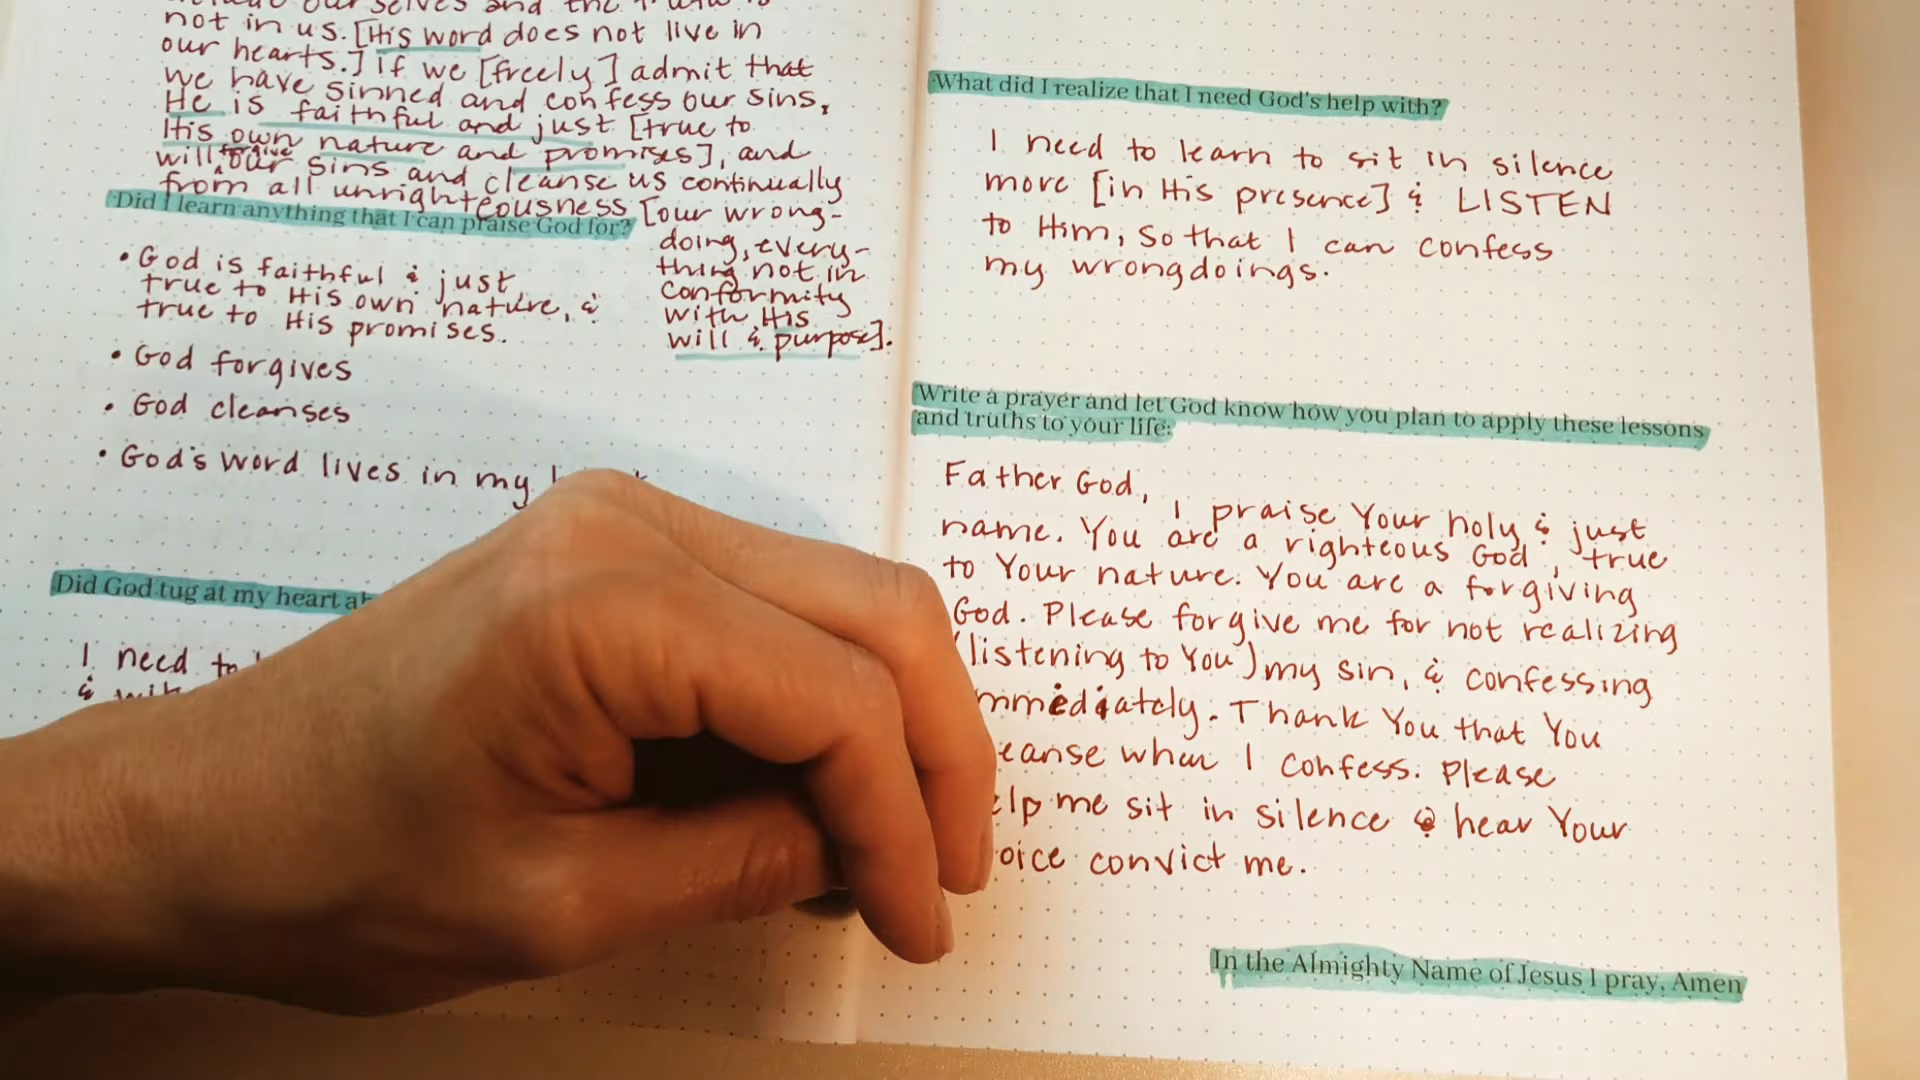 our selves and the truth is
not in us. [His word does not live in
our hearts.] If we [freely] admit that
we have sinned and confess our sins,
He is faithful and just [true to
His own nature and promises], and
will forgive our sins and cleanse us continually
from all unrighteousness [our wrong-
doing, every-
thing not in
conformity
with His
will & purpose].
Did I learn anything that I can praise God for?
• God is faithful & just,
true to His own nature, &
true to His promises.
• God forgives
• God cleanses
• God's word lives in my
Did God tug at my heart
I need to
&
What did I realize that I need God's help with?
I need to learn to sit in silence
more [in His presence] & LISTEN
to Him, so that I can confess
my wrongdoings.
Write a prayer and let God know how you plan to apply these lessons
and truths to your life:
Father God,
I praise Your holy & just
name. You are a righteous God, true
to Your nature. You are a forgiving
God. Please forgive me for not realizing
(listening to You) my sin, & confessing
mmediately. Thank You that You
eanse when I confess. Please
elp me sit in silence & hear Your
oice convict me.
In the Almighty Name of Jesus I pray, Amen